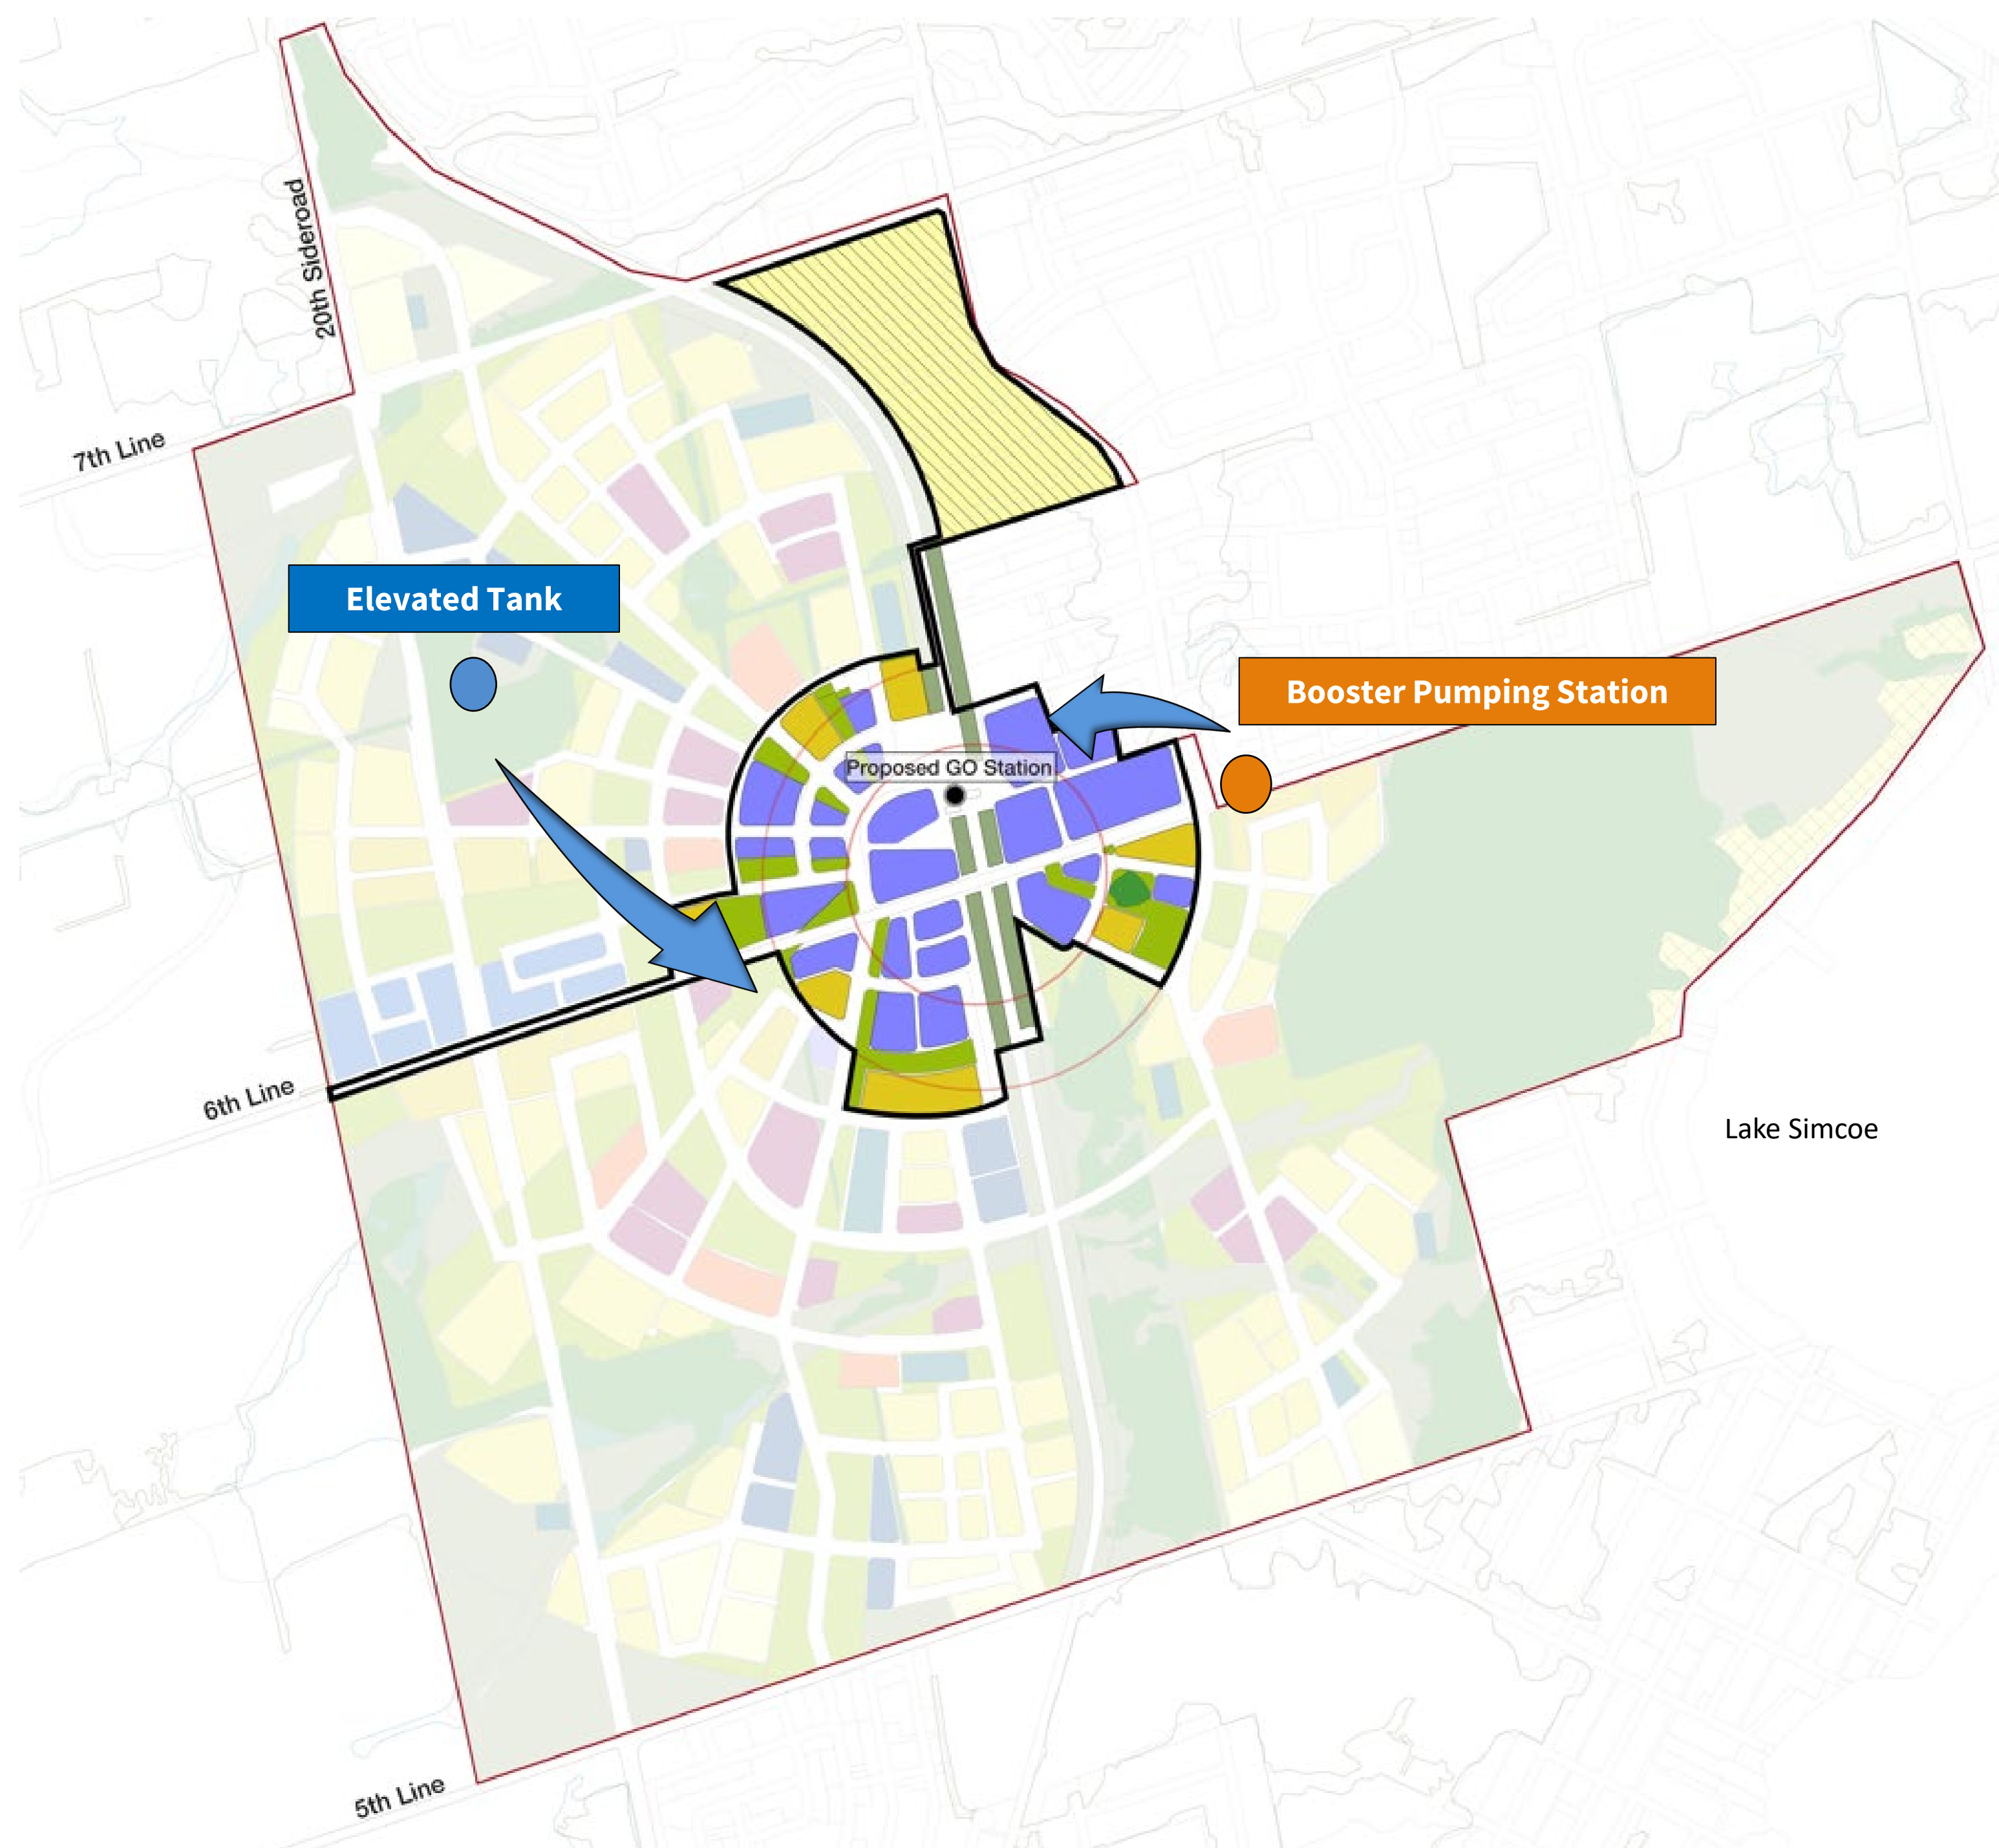 20th Sideroad
7th Line
Elevated Tank
Booster Pumping Station
Proposed GO Station
6th Line
Lake Simcoe
5th Line